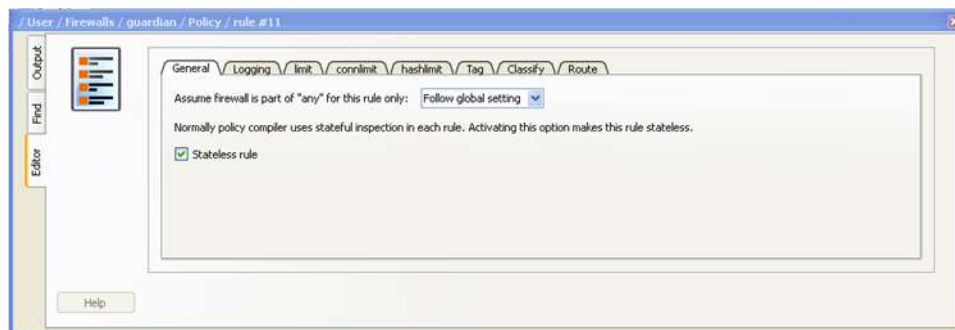 / User / Firewalls / guardian / Policy / rule #11
Output
Find
Editor
General Logging limit connlimit hashlimit Tag Classify Route
Assume firewall is part of "any" for this rule only: Follow global setting
Normally policy compiler uses stateful inspection in each rule. Activating this option makes this rule stateless.
Stateless rule
Help